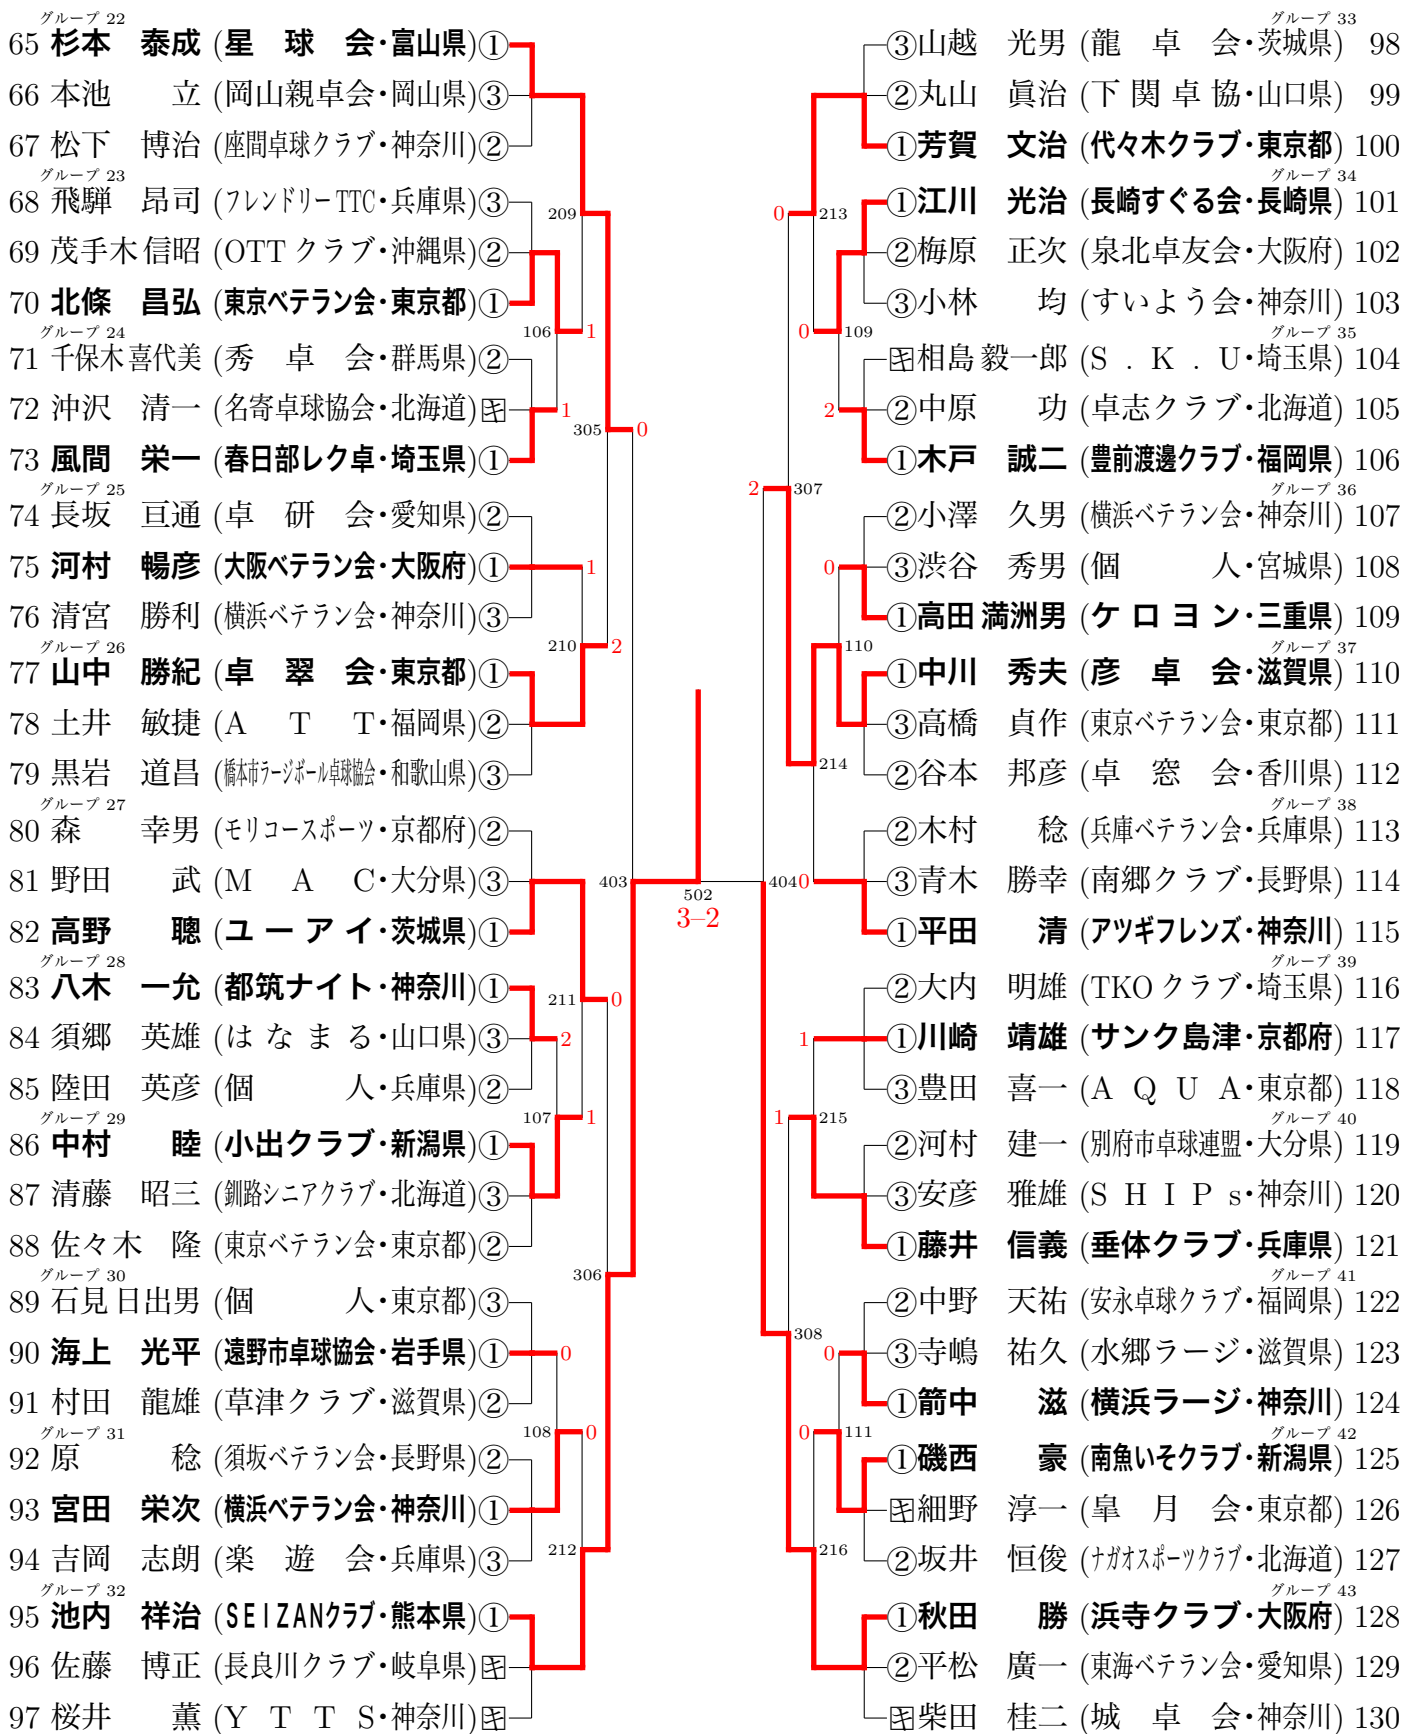 グループ 22
65 杉本 泰成 (星 球 会・富山県)①
66 本池 立 (岡山親卓会・岡山県)③
67 松下 博治 (座間卓球クラブ・神奈川)②
グループ 23
68 飛騨 昂司 (フレンドリーTTC・兵庫県)③
69 茂手木信昭 (OTTクラブ・沖縄県)②
70 北條 昌弘 (東京ベテラン会・東京都)①
グループ 24
71 千保木喜代美 (秀 卓 会・群馬県)②
72 沖沢 清一 (名寄卓球協会・北海道)キ
73 風間 栄一 (春日部レク卓・埼玉県)①
グループ 25
74 長坂 亘通 (卓 研 会・愛知県)②
75 河村 暢彦 (大阪ベテラン会・大阪府)①
76 清宮 勝利 (横浜ベテラン会・神奈川)③
グループ 26
77 山中 勝紀 (卓 翠 会・東京都)①
78 土井 敏捷 (A T T・福岡県)②
79 黒岩 道昌 (橋本市ラージボール卓球協会・和歌山県)③
グループ 27
80 森 幸男 (モリコースポーツ・京都府)②
81 野田 武 (M A C・大分県)③
82 高野 聰 (ユーアイ・茨城県)①
グループ 28
83 八木 一允 (都筑ナイト・神奈川)①
84 須郷 英雄 (はなまる・山口県)③
85 陸田 英彦 (個 人・兵庫県)②
グループ 29
86 中村 睦 (小出クラブ・新潟県)①
87 清藤 昭三 (釧路シニアクラブ・北海道)③
88 佐々木 隆 (東京ベテラン会・東京都)②
グループ 30
89 石見日出男 (個 人・東京都)③
90 海上 光平 (遠野市卓球協会・岩手県)①
91 村田 龍雄 (草津クラブ・滋賀県)②
グループ 31
92 原 稔 (須坂ベテラン会・長野県)②
93 宮田 栄次 (横浜ベテラン会・神奈川)①
94 吉岡 志朗 (楽 遊 会・兵庫県)③
グループ 32
95 池内 祥治 (SEIZANクラブ・熊本県)①
96 佐藤 博正 (長良川クラブ・岐阜県)キ
97 桜井 薫 (Y T T S・神奈川)キ
209
106
1
1
305
0
1
210
2
403
211
0
2
107
1
306
0
108
0
212
502
3–2
グループ 33
③山越 光男 (龍 卓 会・茨城県) 98
②丸山 眞治 (下関卓協・山口県) 99
①芳賀 文治 (代々木クラブ・東京都) 100
グループ 34
①江川 光治 (長崎すぐる会・長崎県) 101
②梅原 正次 (泉北卓友会・大阪府) 102
③小林 均 (すいよう会・神奈川) 103
グループ 35
キ相島毅一郎 (S . K . U・埼玉県) 104
②中原 功 (卓志クラブ・北海道) 105
①木戸 誠二 (豊前渡邊クラブ・福岡県) 106
グループ 36
②小澤 久男 (横浜ベテラン会・神奈川) 107
③渋谷 秀男 (個 人・宮城県) 108
①高田満洲男 (ケロヨン・三重県) 109
グループ 37
①中川 秀夫 (彦 卓 会・滋賀県) 110
③高橋 貞作 (東京ベテラン会・東京都) 111
②谷本 邦彦 (卓 窓 会・香川県) 112
グループ 38
②木村 稔 (兵庫ベテラン会・兵庫県) 113
③青木 勝幸 (南郷クラブ・長野県) 114
①平田 清 (アツギフレンズ・神奈川) 115
グループ 39
②大内 明雄 (TKOクラブ・埼玉県) 116
①川崎 靖雄 (サンク島津・京都府) 117
③豊田 喜一 (A Q U A・東京都) 118
グループ 40
②河村 建一 (別府市卓球連盟・大分県) 119
③安彦 雅雄 (S H I P s・神奈川) 120
①藤井 信義 (垂体クラブ・兵庫県) 121
グループ 41
②中野 天祐 (安永卓球クラブ・福岡県) 122
③寺嶋 祐久 (水郷ラージ・滋賀県) 123
①箭中 滋 (横浜ラージ・神奈川) 124
グループ 42
①磯西 豪 (南魚いそクラブ・新潟県) 125
キ細野 淳一 (皐 月 会・東京都) 126
②坂井 恒俊 (ナガオスポーツクラブ・北海道) 127
グループ 43
①秋田 勝 (浜寺クラブ・大阪府) 128
②平松 廣一 (東海ベテラン会・愛知県) 129
キ柴田 桂二 (城 卓 会・神奈川) 130
0
213
0
109
2
2
307
0
110
214
404
0
1
1
215
308
0
0
111
216